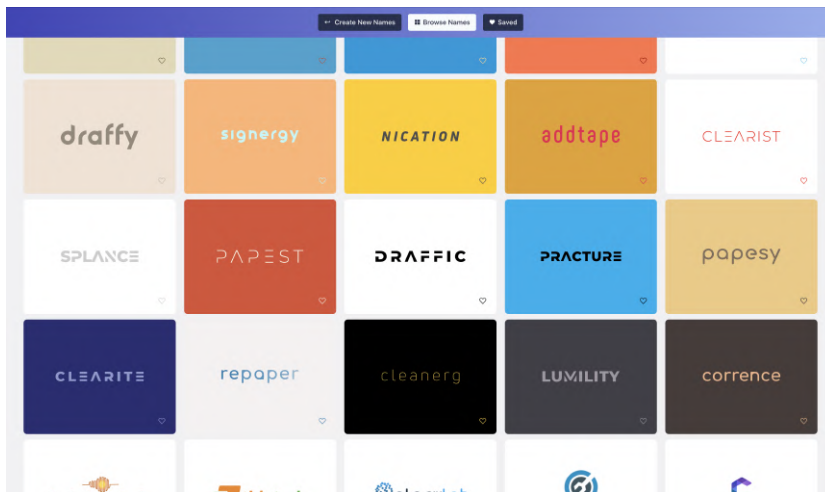 Create New Names
Browse Names
Saved
draffy
signergy
NICATION
addtape
CLEARIST
SPLANCE
PAPEST
DRAFFIC
PRACTURE
papesy
CLEARITE
repaper
cleanerg
LUMILITY
corrence